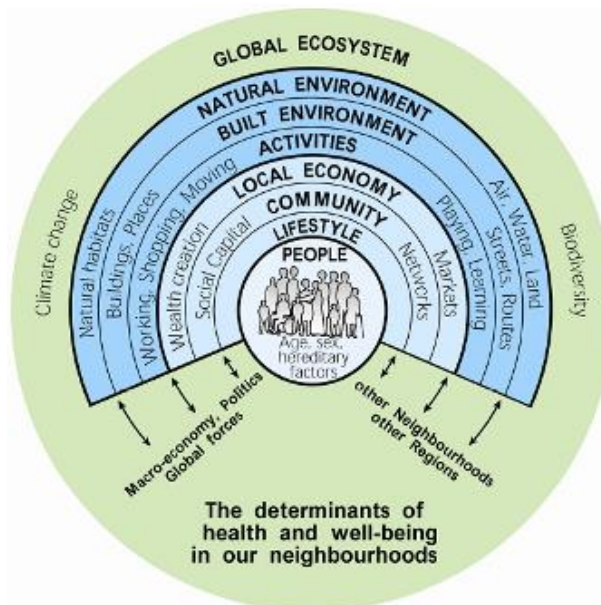 GLOBAL ECOSYSTEM
NATURAL ENVIRONMENT
BUILT ENVIRONMENT
ACTIVITIES
LOCAL ECONOMY
COMMUNITY
LIFESTYLE
PEOPLE
Age, sex,
hereditary
factors
Climate change
Natural habitats
Buildings, Places
Working, Shopping, Moving
Wealth creation
Social Capital
Networks
Markets
Playing, Learning
Streets, Routes
Air, Water, Land
Biodiversity
Macro-economy, Politics
Global forces
other Neighbourhoods
other Regions
The determinants of
health and well-being
in our neighbourhoods